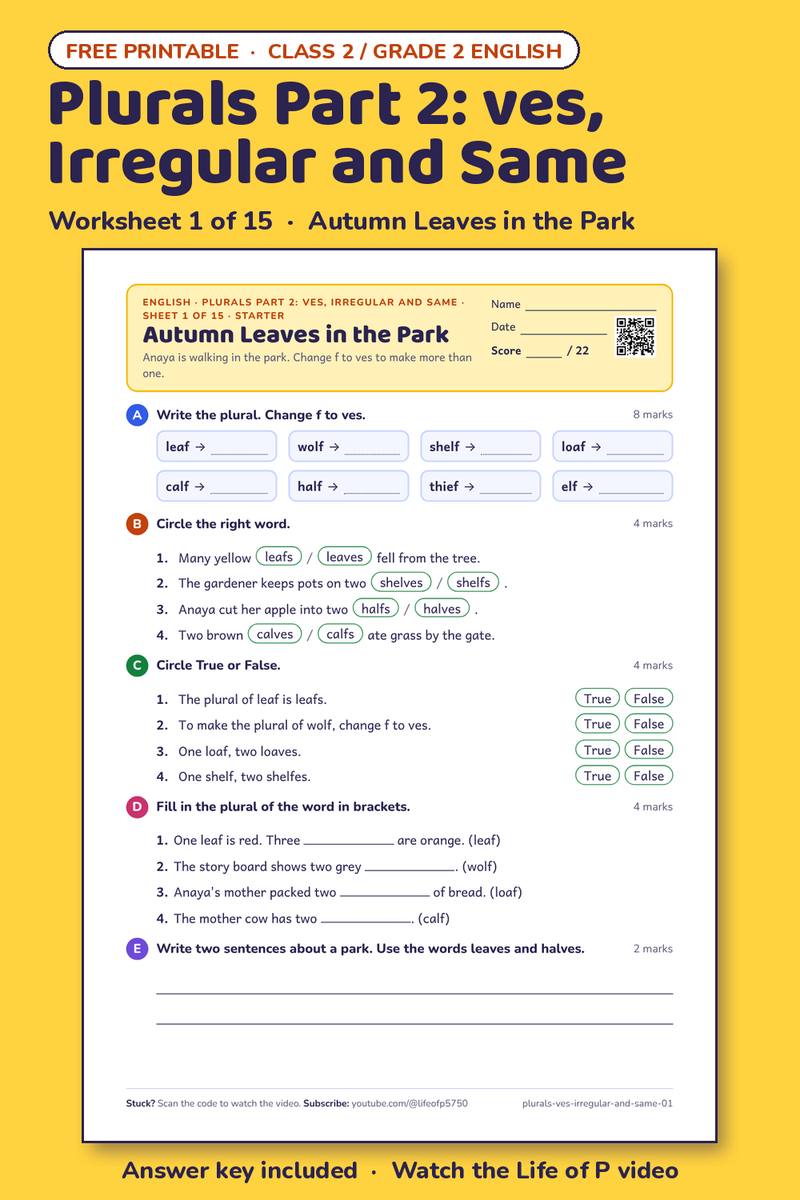 FREE PRINTABLE · CLASS 2 / GRADE 2 ENGLISH
Plurals Part 2: ves,
Irregular and Same
Worksheet 1 of 15 · Autumn Leaves in the Park
ENGLISH · PLURALS PART 2: VES, IRREGULAR AND SAME ·
SHEET 1 OF 15 · STARTER
Autumn Leaves in the Park
Anaya is walking in the park. Change f to ves to make more than
one.
Name
Date
Score / 22
A Write the plural. Change f to ves. 8 marks
leaf → wolf → shelf → loaf →
calf → half → thief → elf →
B Circle the right word. 4 marks
1. Many yellow leafs / leaves fell from the tree.
2. The gardener keeps pots on two shelves / shelfs .
3. Anaya cut her apple into two halfs / halves .
4. Two brown calves / calfs ate grass by the gate.
C Circle True or False. 4 marks
1. The plural of leaf is leafs. True False
2. To make the plural of wolf, change f to ves. True False
3. One loaf, two loaves. True False
4. One shelf, two shelfes. True False
D Fill in the plural of the word in brackets. 4 marks
1. One leaf is red. Three ____________ are orange. (leaf)
2. The story board shows two grey ____________. (wolf)
3. Anaya's mother packed two ____________ of bread. (loaf)
4. The mother cow has two ____________. (calf)
E Write two sentences about a park. Use the words leaves and halves. 2 marks
Stuck? Scan the code to watch the video. Subscribe: youtube.com/@lifeofp5750 plurals-ves-irregular-and-same-01
Answer key included · Watch the Life of P video